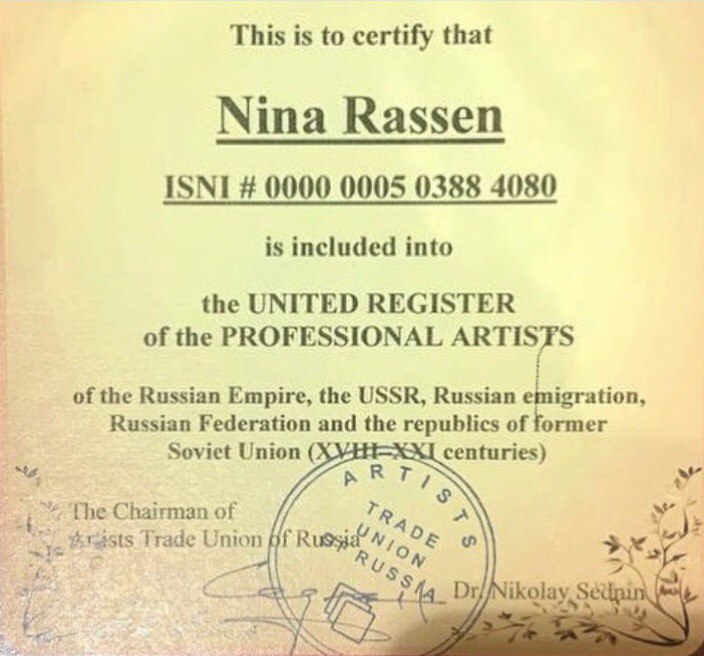 This is to certify that
Nina Rassen
ISNI # 0000 0005 0388 4080
is included into
the UNITED REGISTER
of the PROFESSIONAL ARTISTS
of the Russian Empire, the USSR, Russian emigration,
Russian Federation and the republics of former
Soviet Union (XVIII–XXI centuries)
The Chairman of
Artists Trade Union of Russia
Dr. Nikolay Sednin
ARTISTS
TRADE
UNION
OF RUSSIA